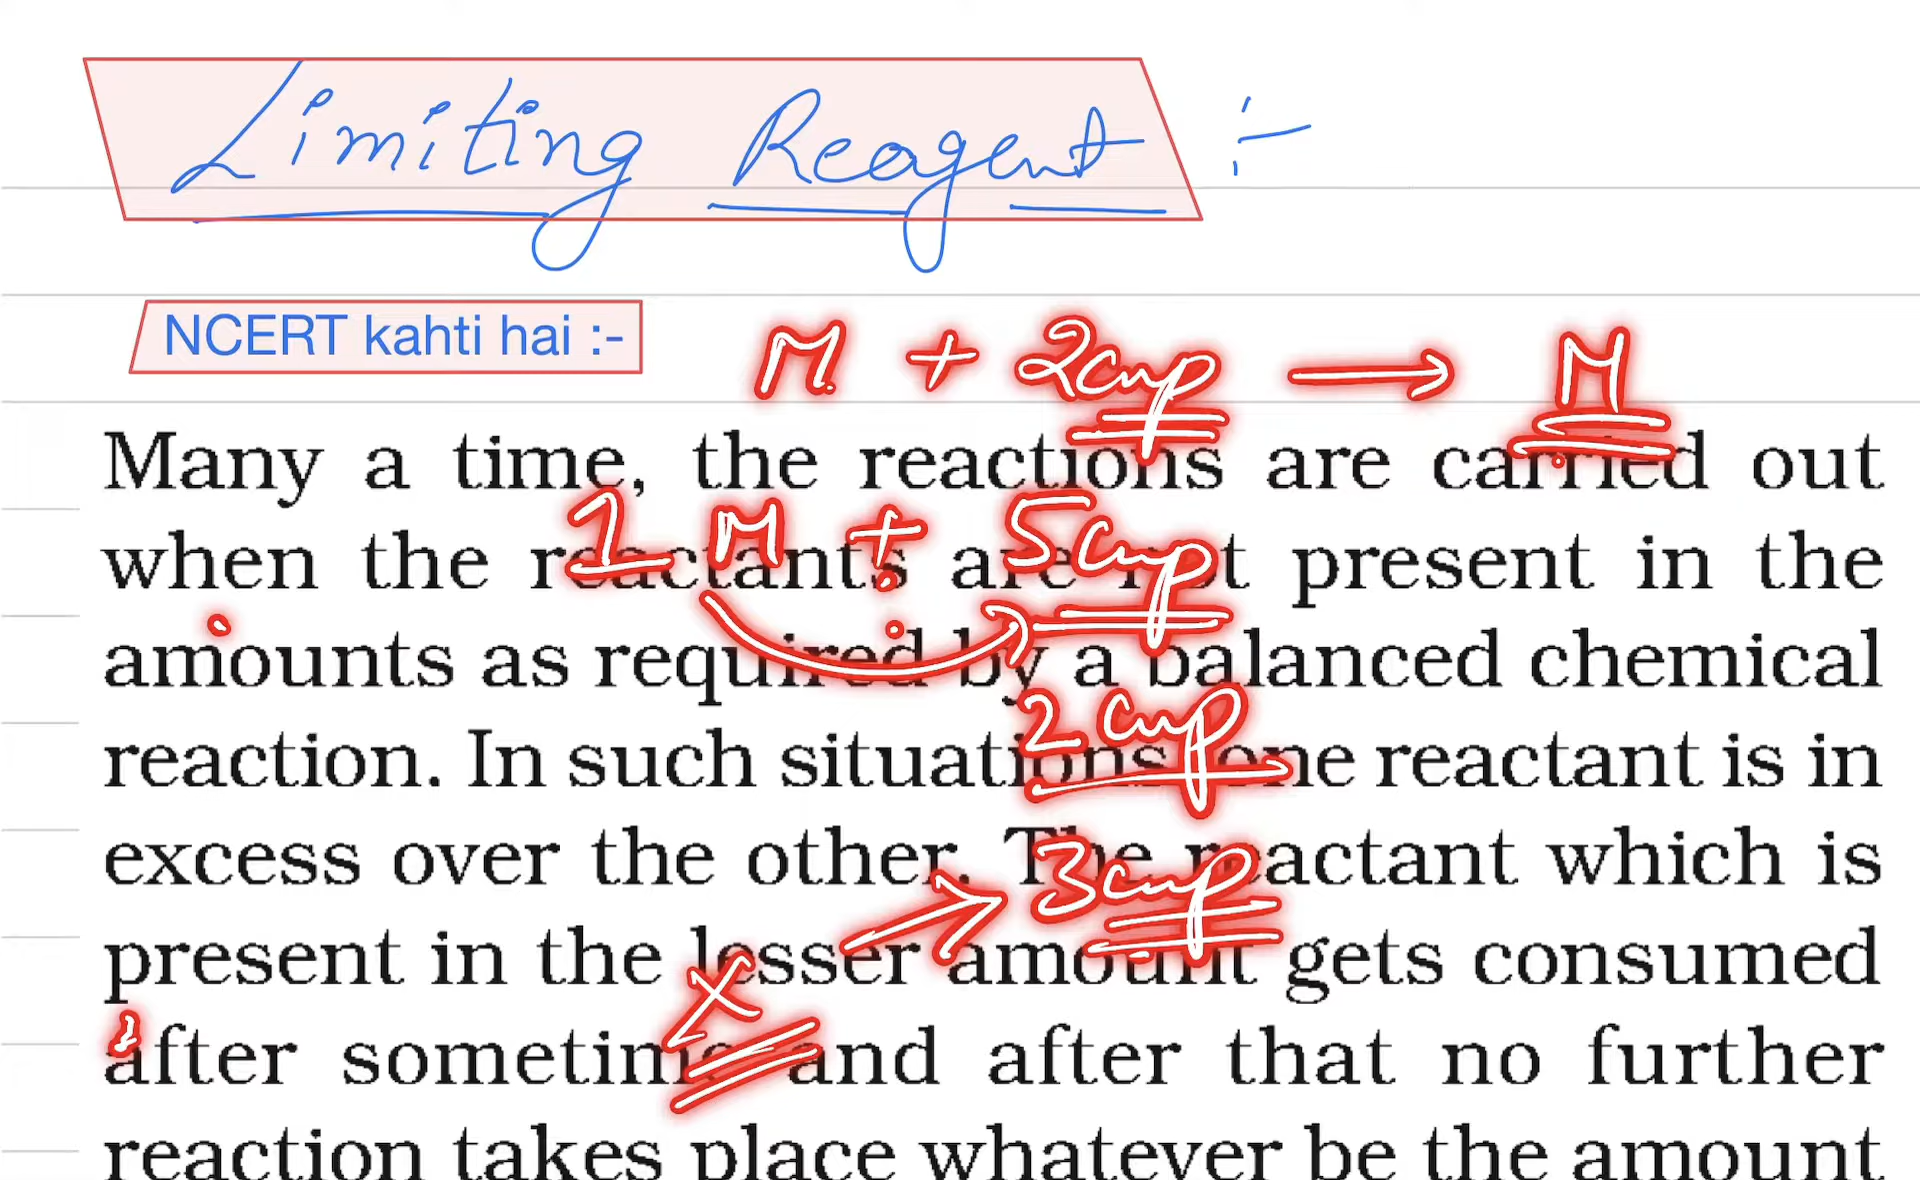 Limiting Reagent :-
NCERT kahti hai :-
M + 2cup → M
Many a time, the reactions are carried out
1 M + 5cup
when the reactants are not present in the
amounts as required by a balanced chemical
2 cup
reaction. In such situations one reactant is in
3cup
excess over the other. The reactant which is
present in the lesser amount gets consumed
X
after sometime and after that no further
reaction takes place whatever be the amount